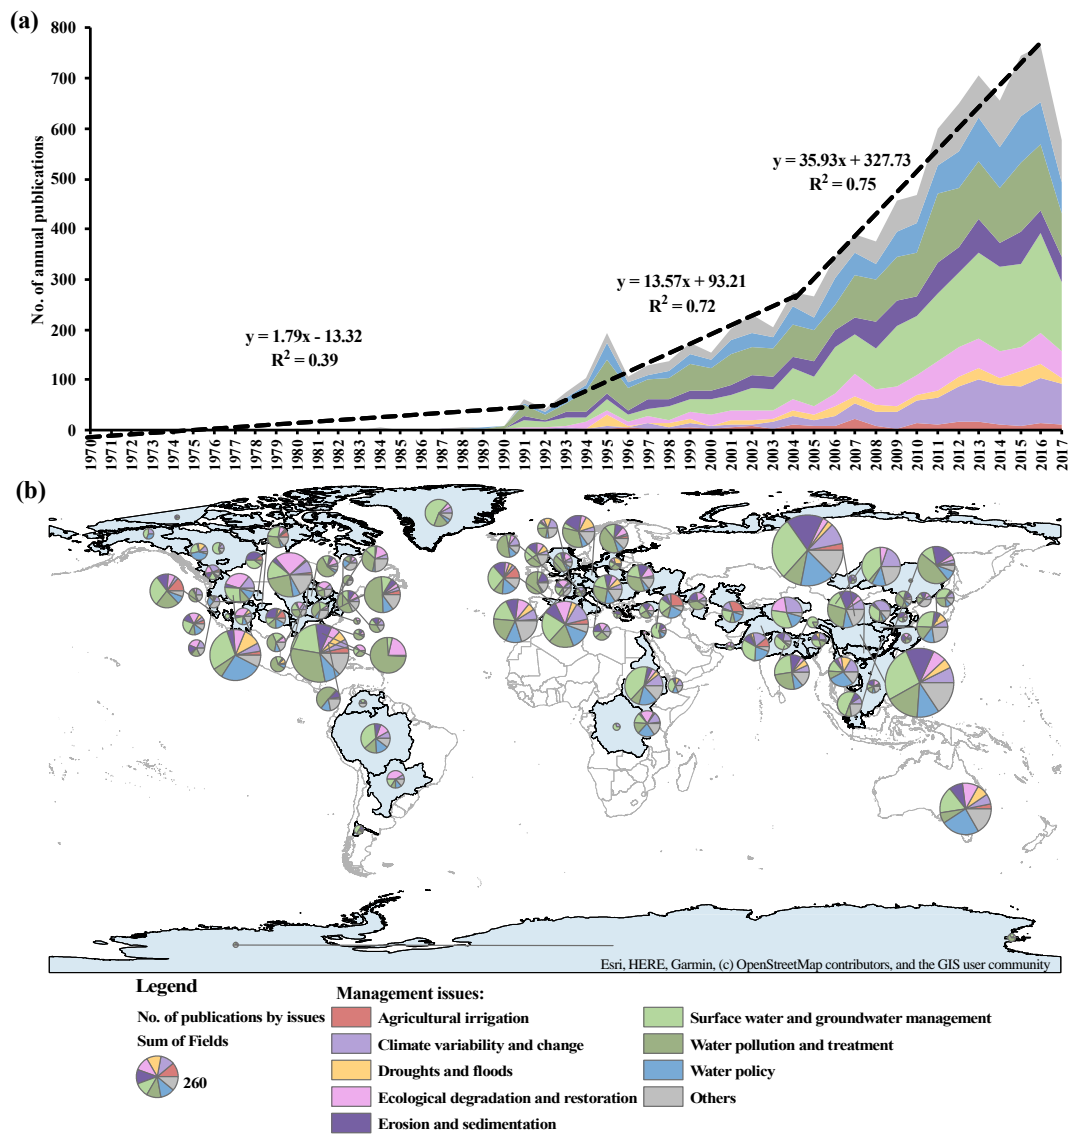 (a)
No. of annual publications
800
700
600
500
400
300
200
100
0
y = 1.79x - 13.32
R² = 0.39
y = 13.57x + 93.21
R² = 0.72
y = 35.93x + 327.73
R² = 0.75
1970
1971
1972
1973
1974
1975
1976
1977
1978
1979
1980
1981
1982
1983
1984
1985
1986
1987
1988
1989
1990
1991
1992
1993
1994
1995
1996
1997
1998
1999
2000
2001
2002
2003
2004
2005
2006
2007
2008
2009
2010
2011
2012
2013
2014
2015
2016
2017
(b)
Esri, HERE, Garmin, (c) OpenStreetMap contributors, and the GIS user community
Legend
No. of publications by issues
Sum of Fields
260
Management issues:
Agricultural irrigation
Climate variability and change
Droughts and floods
Ecological degradation and restoration
Erosion and sedimentation
Surface water and groundwater management
Water pollution and treatment
Water policy
Others